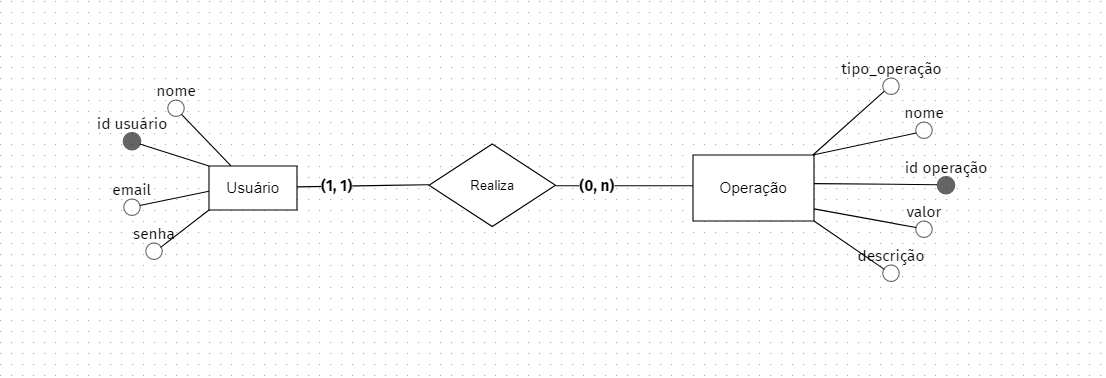 nome
id usuário
email
senha
Usuário
(1, 1)
Realiza
(0, n)
Operação
tipo_operação
nome
id operação
valor
descrição